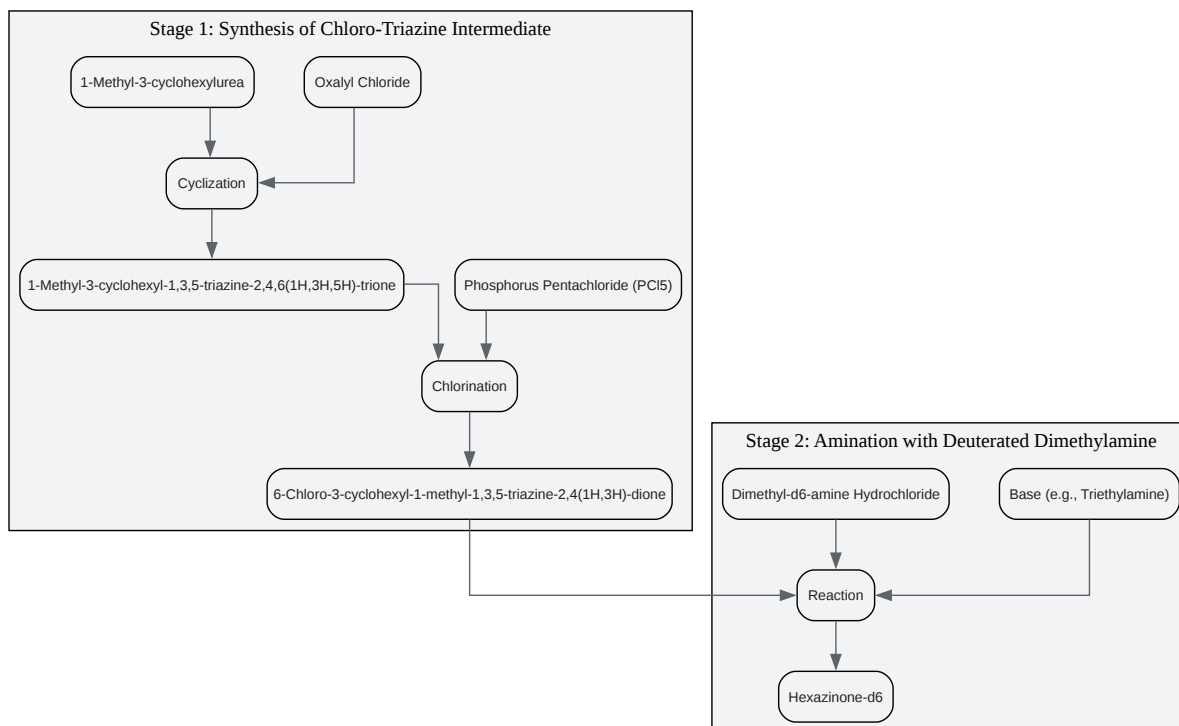 Stage 1: Synthesis of Chloro-Triazine Intermediate
1-Methyl-3-cyclohexylurea
Oxalyl Chloride
Cyclization
1-Methyl-3-cyclohexyl-1,3,5-triazine-2,4,6(1H,3H,5H)-trione
Phosphorus Pentachloride (PCl5)
Chlorination
6-Chloro-3-cyclohexyl-1-methyl-1,3,5-triazine-2,4(1H,3H)-dione
Stage 2: Amination with Deuterated Dimethylamine
Dimethyl-d6-amine Hydrochloride
Base (e.g., Triethylamine)
Reaction
Hexazinone-d6